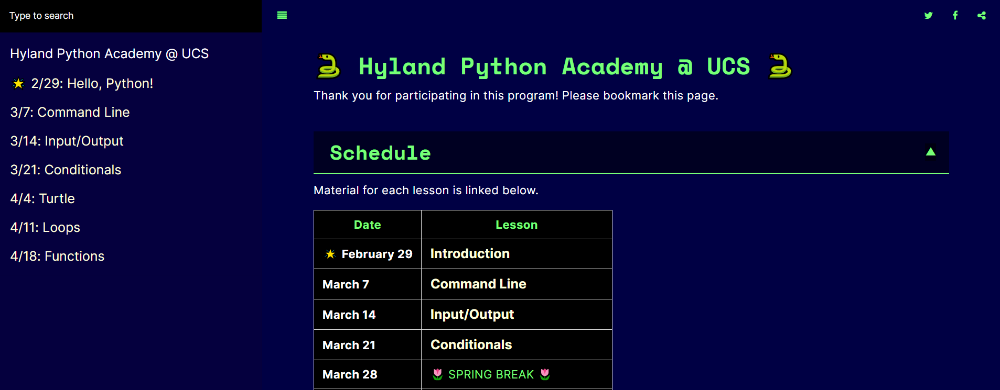 Type to search
Hyland Python Academy @ UCS
2/29: Hello, Python!
3/7: Command Line
3/14: Input/Output
3/21: Conditionals
4/4: Turtle
4/11: Loops
4/18: Functions
Hyland Python Academy @ UCS
Thank you for participating in this program! Please bookmark this page.
Schedule
Material for each lesson is linked below.
Date Lesson
February 29 Introduction
March 7 Command Line
March 14 Input/Output
March 21 Conditionals
March 28 SPRING BREAK